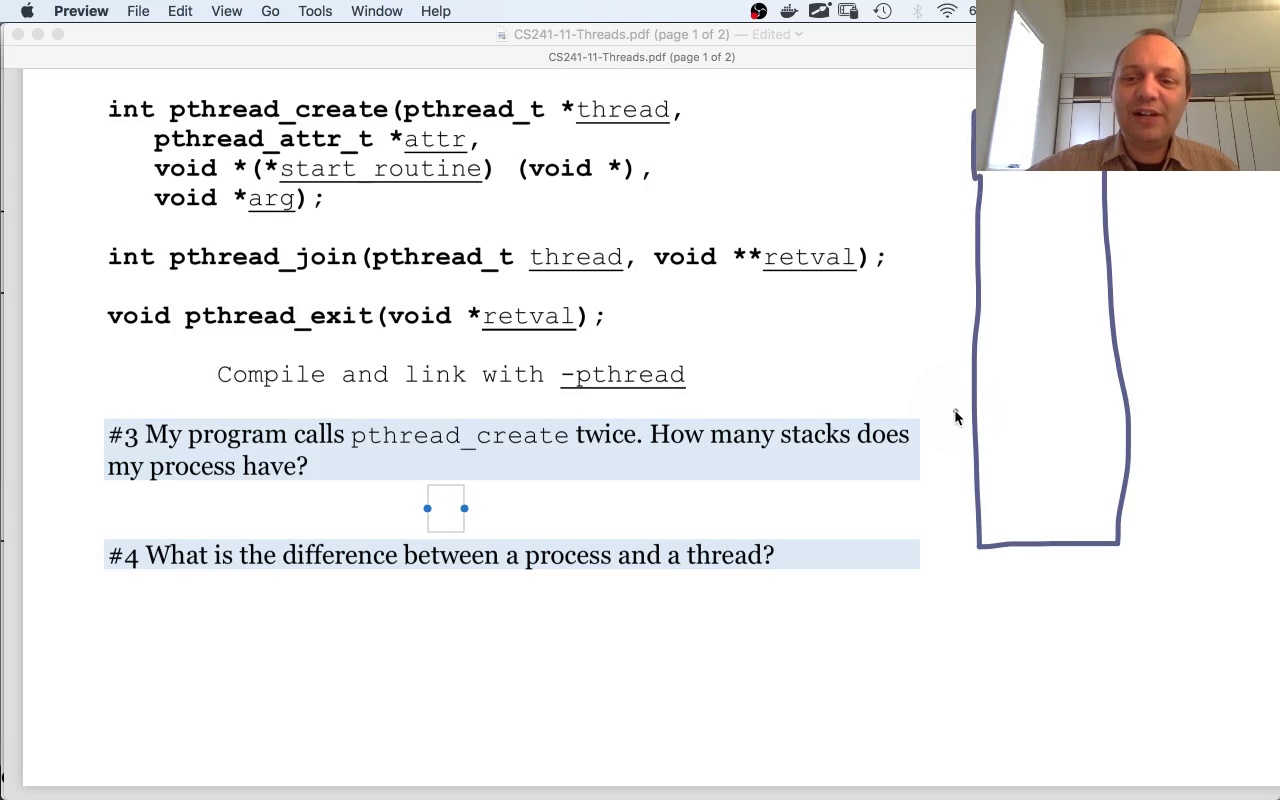 Preview File Edit View Go Tools Window Help 6
CS241-11-Threads.pdf (page 1 of 2) — Edited
CS241-11-Threads.pdf (page 1 of 2)
int pthread_create(pthread_t *thread,
pthread_attr_t *attr,
void *(*start_routine) (void *),
void *arg);
int pthread_join(pthread_t thread, void **retval);
void pthread_exit(void *retval);
Compile and link with -pthread
#3 My program calls pthread_create twice. How many stacks does
my process have?
#4 What is the difference between a process and a thread?